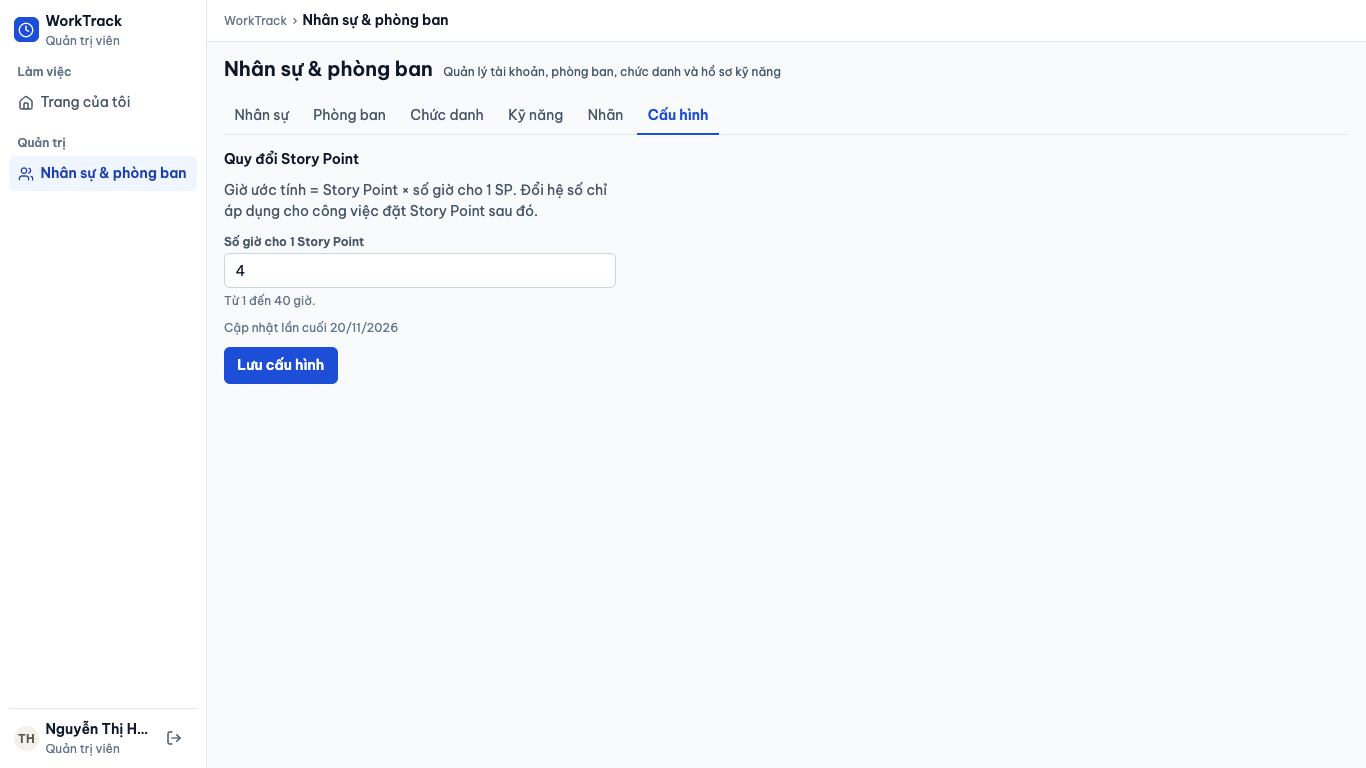 WorkTrack
Quản trị viên
Làm việc
Trang của tôi
Quản trị
Nhân sự & phòng ban
TH
Nguyễn Thị H...
Quản trị viên
WorkTrack › Nhân sự & phòng ban
Nhân sự & phòng ban Quản lý tài khoản, phòng ban, chức danh và hồ sơ kỹ năng
Nhân sự Phòng ban Chức danh Kỹ năng Nhãn Cấu hình
Quy đổi Story Point
Giờ ước tính = Story Point × số giờ cho 1 SP. Đổi hệ số chỉ
áp dụng cho công việc đặt Story Point sau đó.
Số giờ cho 1 Story Point
4
Từ 1 đến 40 giờ.
Cập nhật lần cuối 20/11/2026
Lưu cấu hình